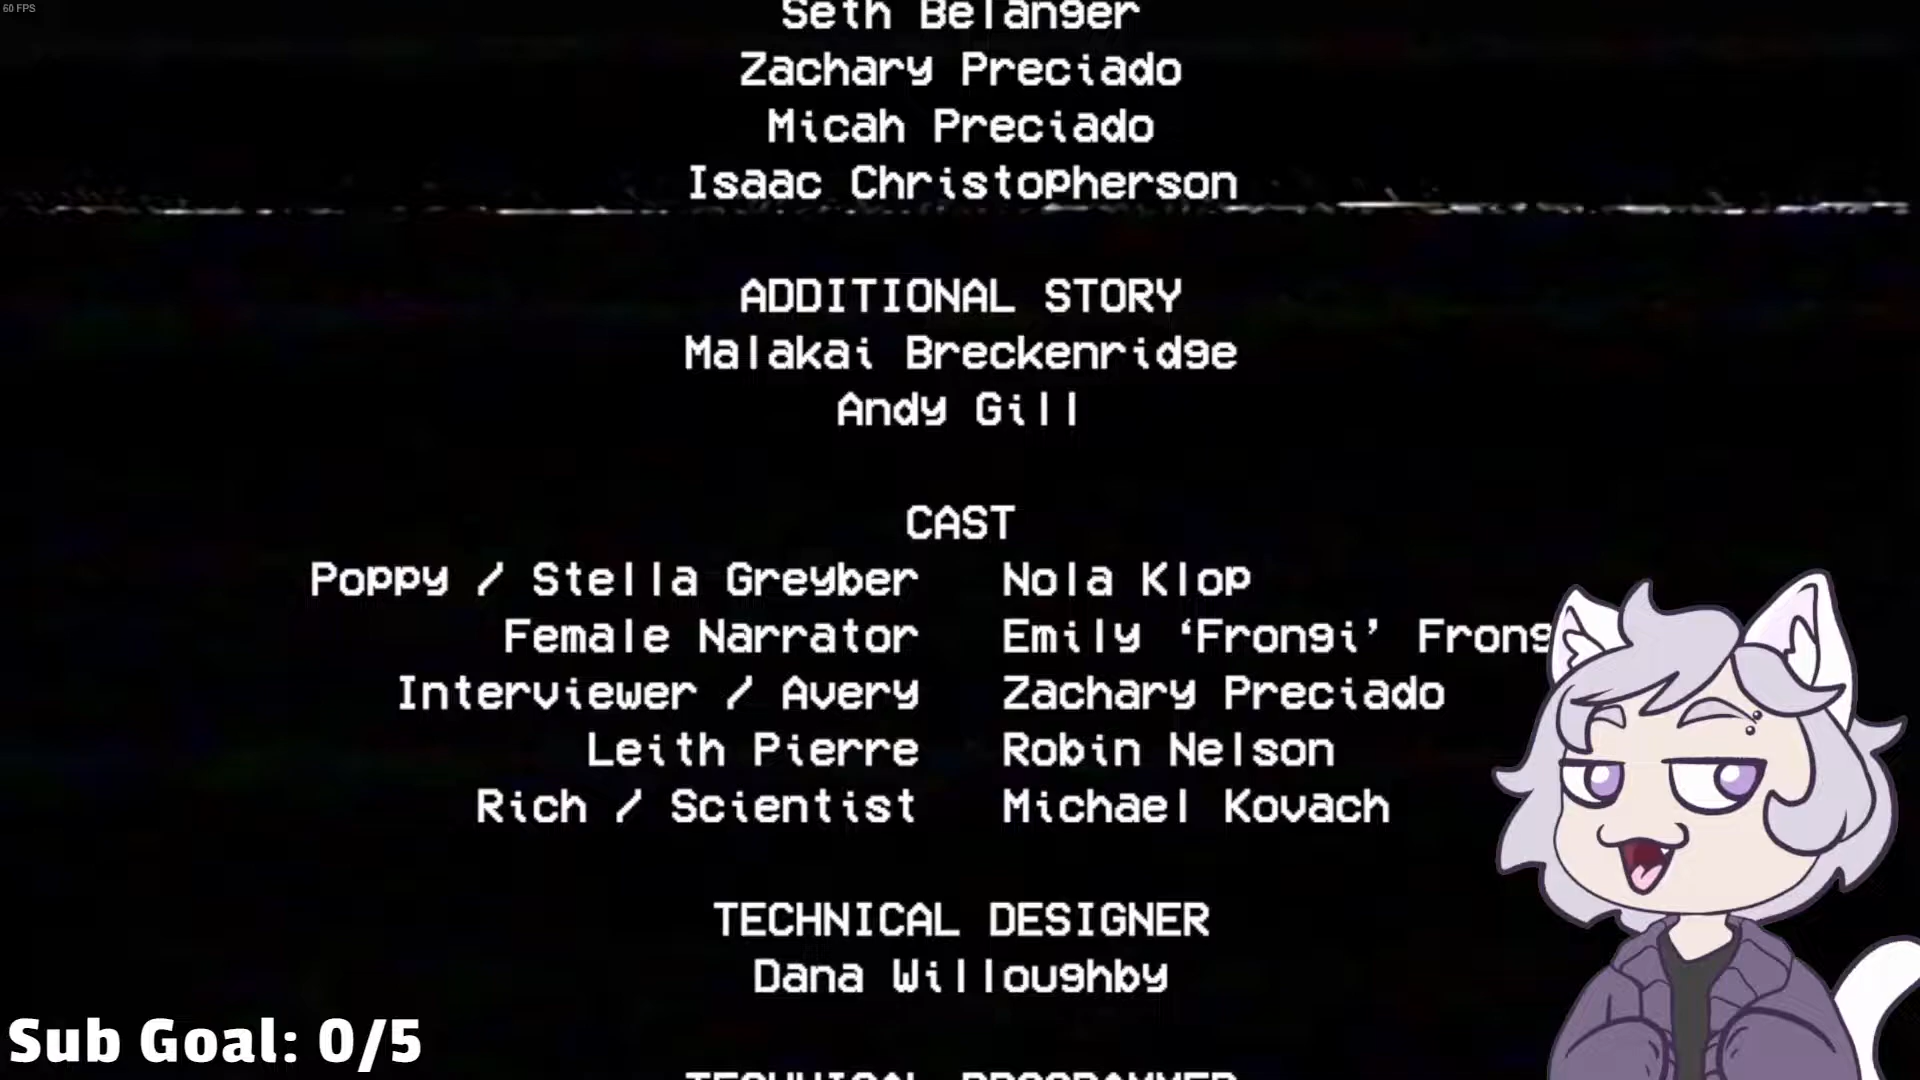 60 FPS
Seth Belanger
Zachary Preciado
Micah Preciado
Isaac Christopherson
ADDITIONAL STORY
Malakai Breckenridge
Andy Gill
CAST
Poppy / Stella Greyber Nola Klop
Female Narrator Emily ‘Frongi’ Frong
Interviewer / Avery Zachary Preciado
Leith Pierre Robin Nelson
Rich / Scientist Michael Kovach
TECHNICAL DESIGNER
Dana Willoughby
TECHNICAL PROGRAMMER
Sub Goal: 0/5